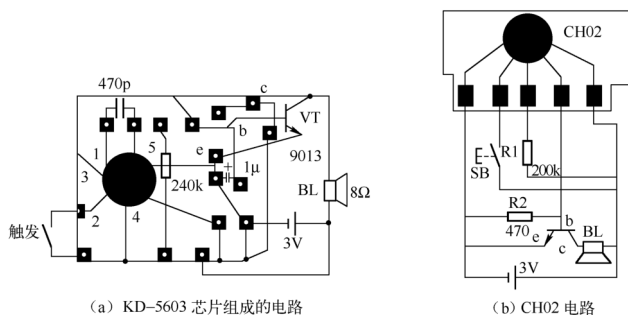 470p
c
VT
b
1
5
e
9013
3
240k
+
1μ
BL
8Ω
2
4
触发
3V
(a) KD-5603 芯片组成的电路
CH02
R1
SB
200k
R2
470
b
BL
e
c
3V
(b) CH02 电路